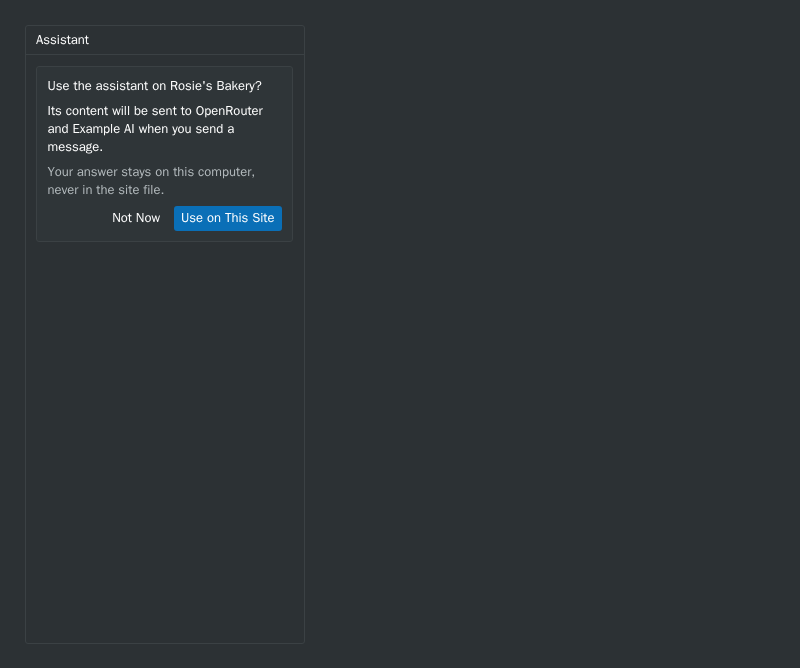 Assistant
Use the assistant on Rosie's Bakery?
Its content will be sent to OpenRouter
and Example AI when you send a
message.
Your answer stays on this computer,
never in the site file.
Not Now
Use on This Site